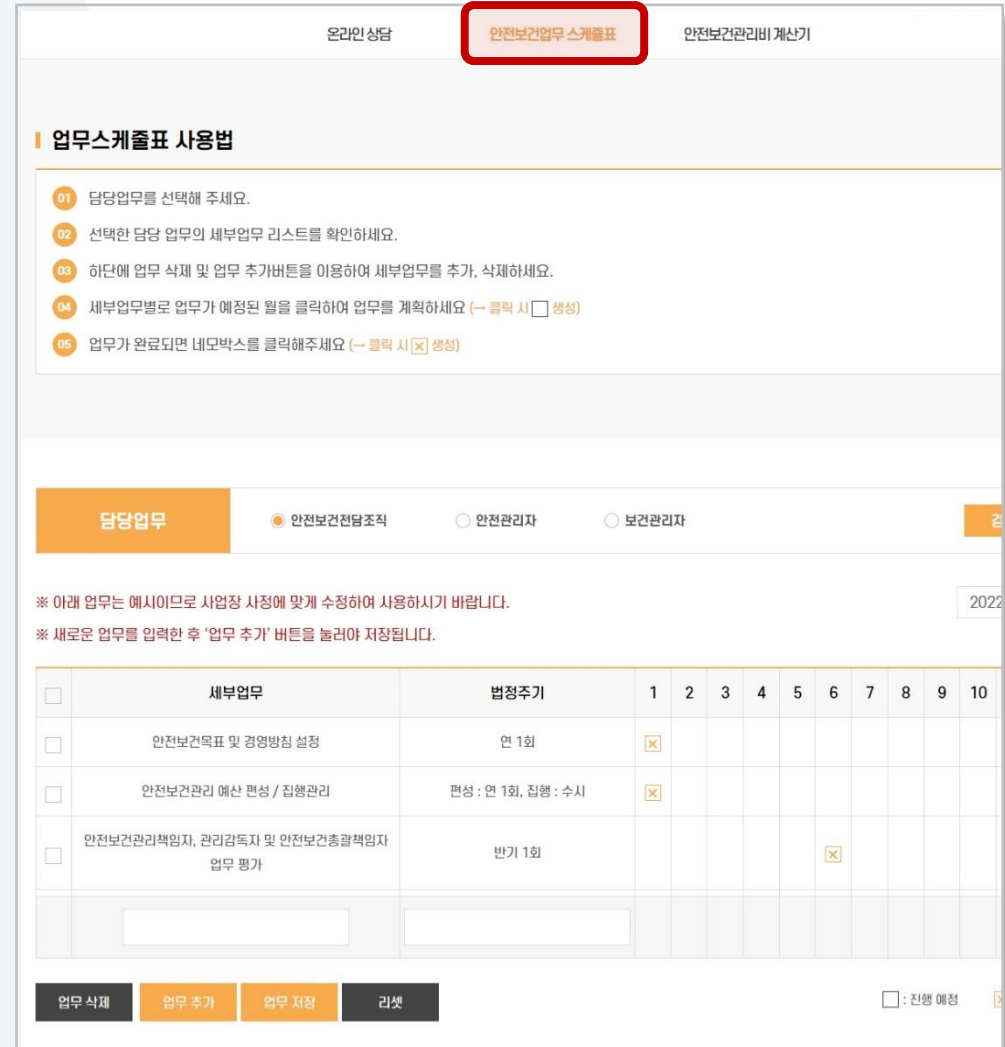 온라인 상담 안전보건업무 스케쥴표 안전보건관리비 계산기
업무스케줄표 사용법
01 담당업무를 선택해 주세요.
02 선택한 담당 업무의 세부업무 리스트를 확인하세요.
03 하단에 업무 삭제 및 업무 추가버튼을 이용하여 세부업무를 추가, 삭제하세요.
04 세부업무별로 업무가 예정된 월을 클릭하여 업무를 계획하세요 (→ 클릭 시 □ 생성)
05 업무가 완료되면 네모박스를 클릭해주세요 (→ 클릭 시 ☒ 생성)
담당업무 안전보건전담조직 안전관리자 보건관리자
※ 아래 업무는 예시이므로 사업장 사정에 맞게 수정하여 사용하시기 바랍니다. 2022
※ 새로운 업무를 입력한 후 '업무 추가' 버튼을 눌러야 저장됩니다.
세부업무 법정주기 1 2 3 4 5 6 7 8 9 10
안전보건목표 및 경영방침 설정 연 1회 ☒
안전보건관리 예산 편성 / 집행관리 편성 : 연 1회, 집행 : 수시 ☒
안전보건관리책임자, 관리감독자 및 안전보건총괄책임자
업무 평가 반기 1회 ☒
업무 삭제 업무 추가 업무 저장 리셋 □ : 진행 예정